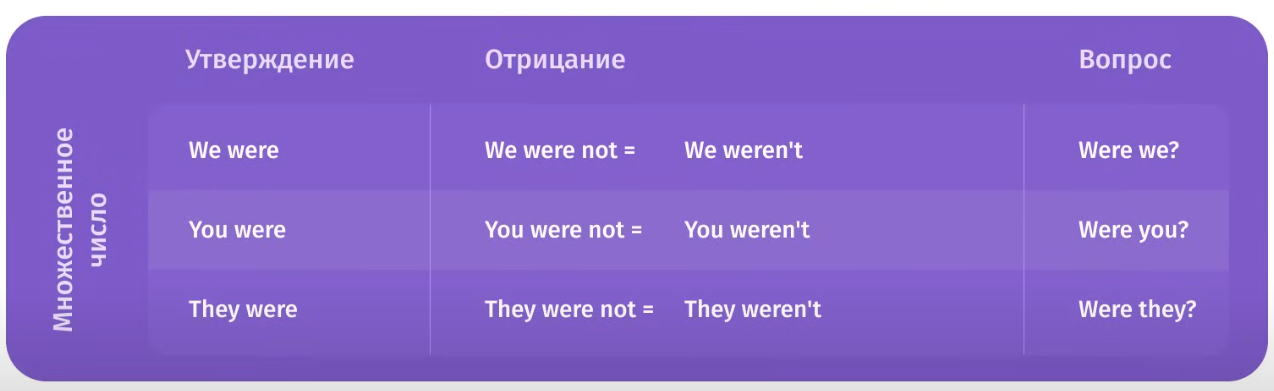 Утверждение Отрицание Вопрос
Множественное
число
We were We were not = We weren't Were we?
You were You were not = You weren't Were you?
They were They were not = They weren't Were they?